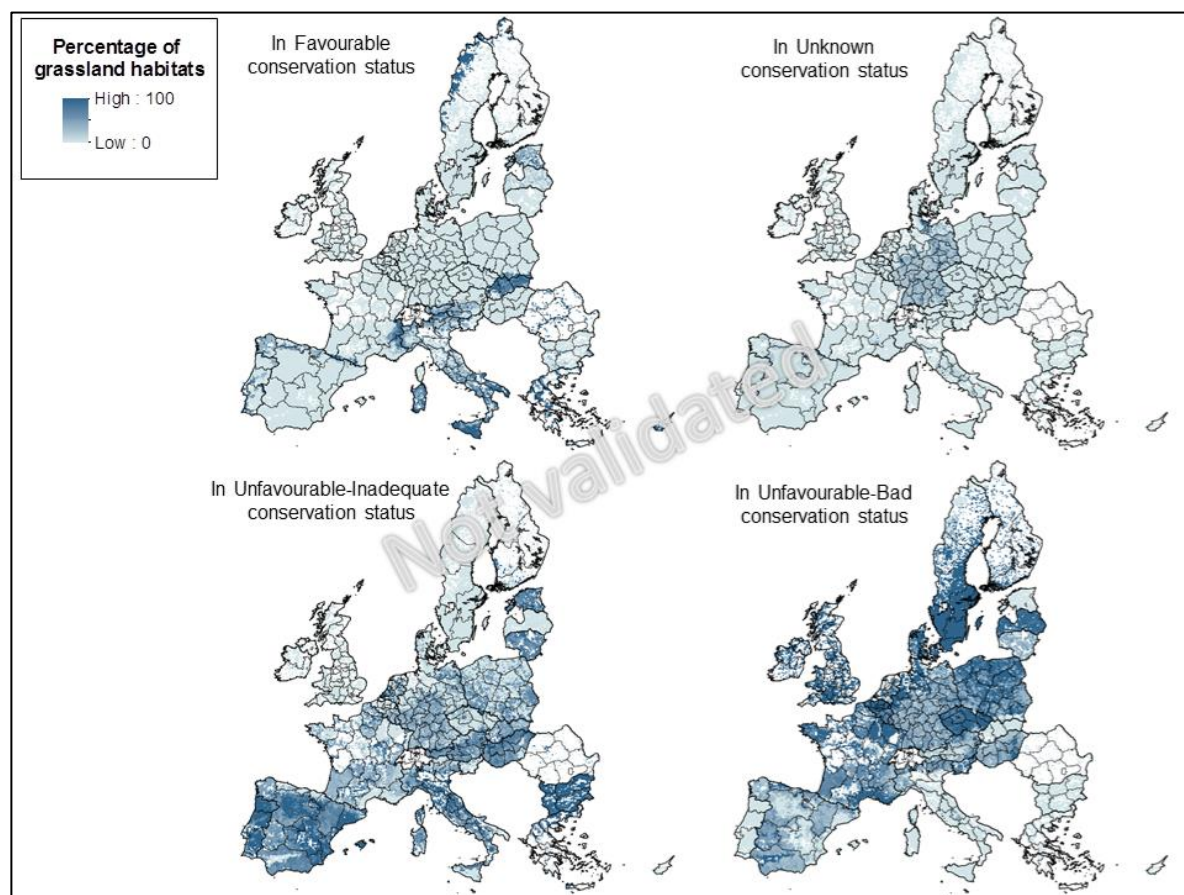 Percentage of
grassland habitats
High : 100
Low : 0
In Favourable
conservation status
In Unknown
conservation status
Not validated
In Unfavourable-Inadequate
conservation status
In Unfavourable-Bad
conservation status